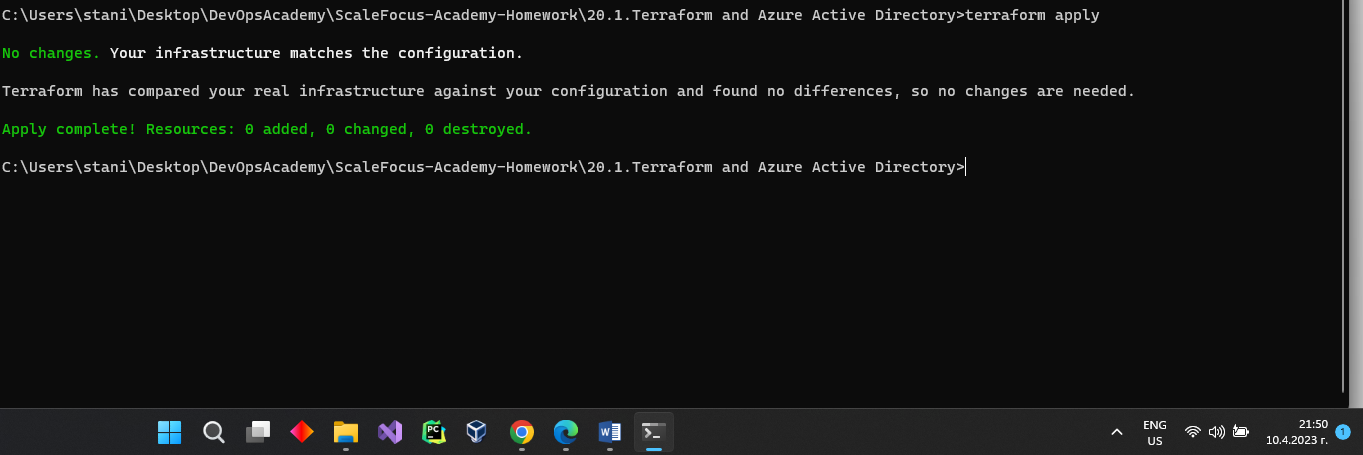 C:\Users\stani\Desktop\DevOpsAcademy\ScaleFocus-Academy-Homework\20.1.Terraform and Azure Active Directory>terraform apply
No changes. Your infrastructure matches the configuration.
Terraform has compared your real infrastructure against your configuration and found no differences, so no changes are needed.
Apply complete! Resources: 0 added, 0 changed, 0 destroyed.
C:\Users\stani\Desktop\DevOpsAcademy\ScaleFocus-Academy-Homework\20.1.Terraform and Azure Active Directory>
PC
W
ENG
US
21:50
10.4.2023 г.
1